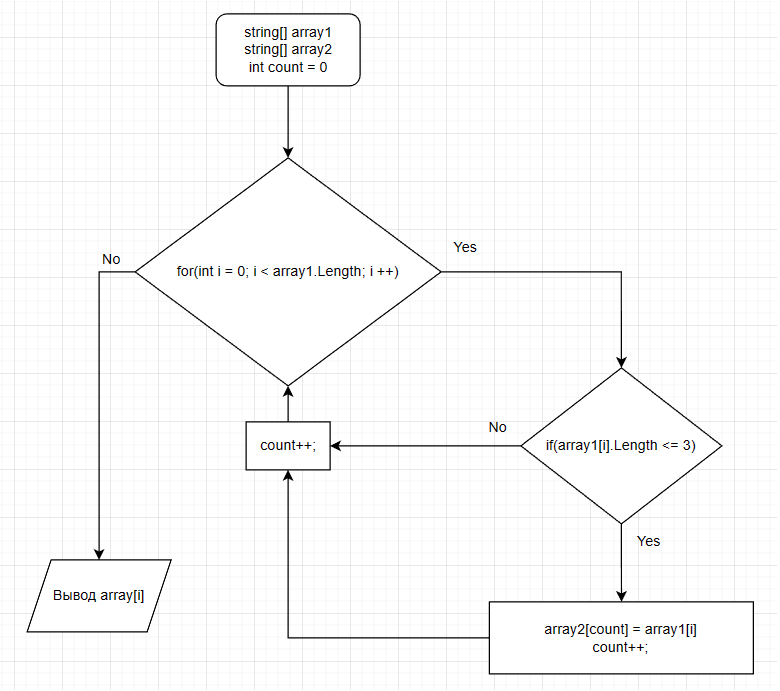 string[] array1
string[] array2
int count = 0
No
Yes
for(int i = 0; i < array1.Length; i ++)
No
count++;
if(array1[i].Length <= 3)
Yes
Вывод array[i]
array2[count] = array1[i]
count++;